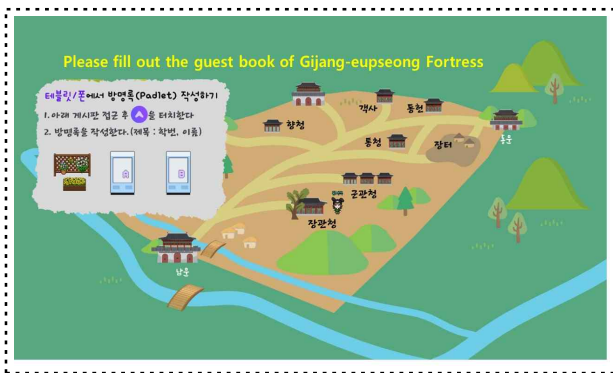 Please fill out the guest book of Gijang-eupseong Fortress
테블릿/폰에서 방명록(Padlet) 작성하기
1. 아래 게시판 접근 후 A을 터치한다
2. 방명록을 작성한다.(제목 : 학번, 이름)
A
B
객사
동헌
향청
동문
통청
장터
군관청
장관청
남문